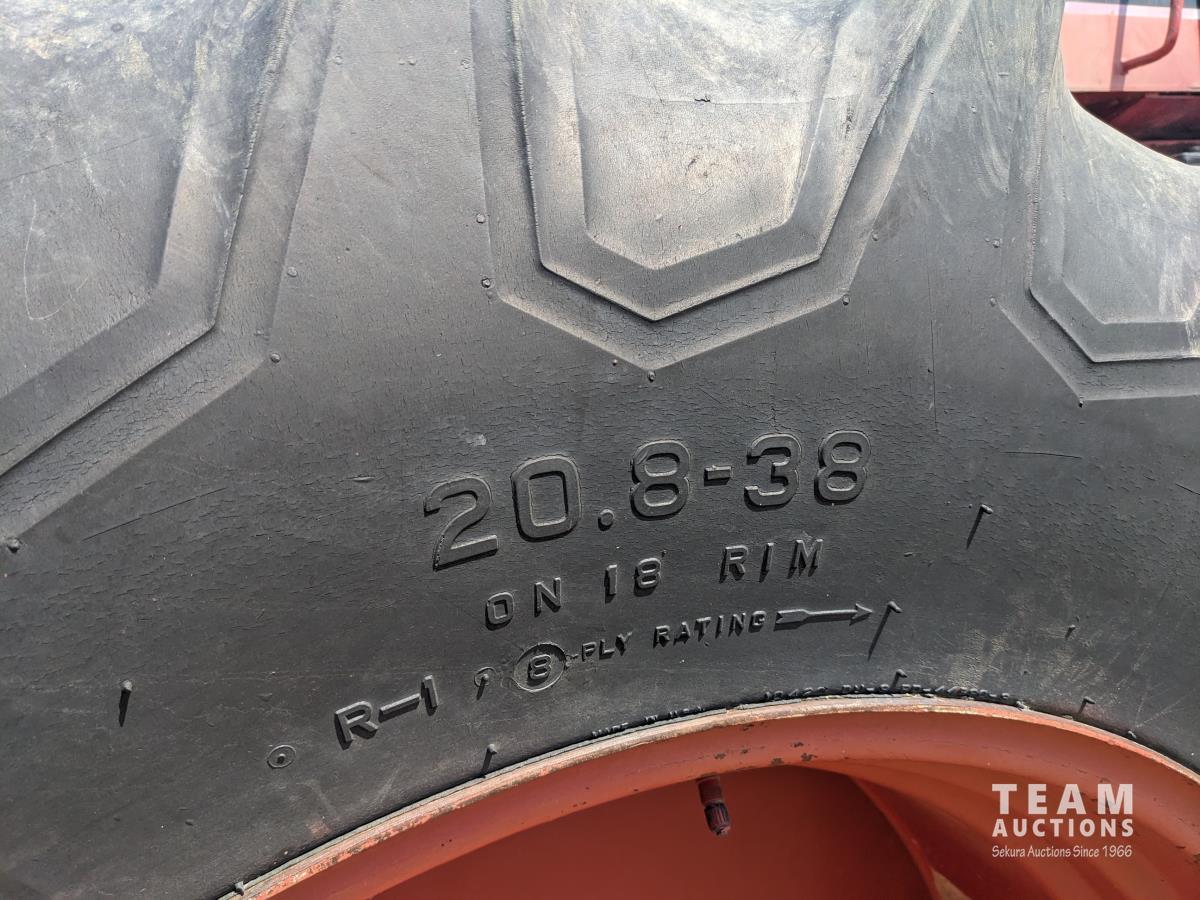 20.8-38
ON 18 RIM
R-1 8-PLY RATING
TEAM
AUCTIONS
Sekura Auctions Since 1966